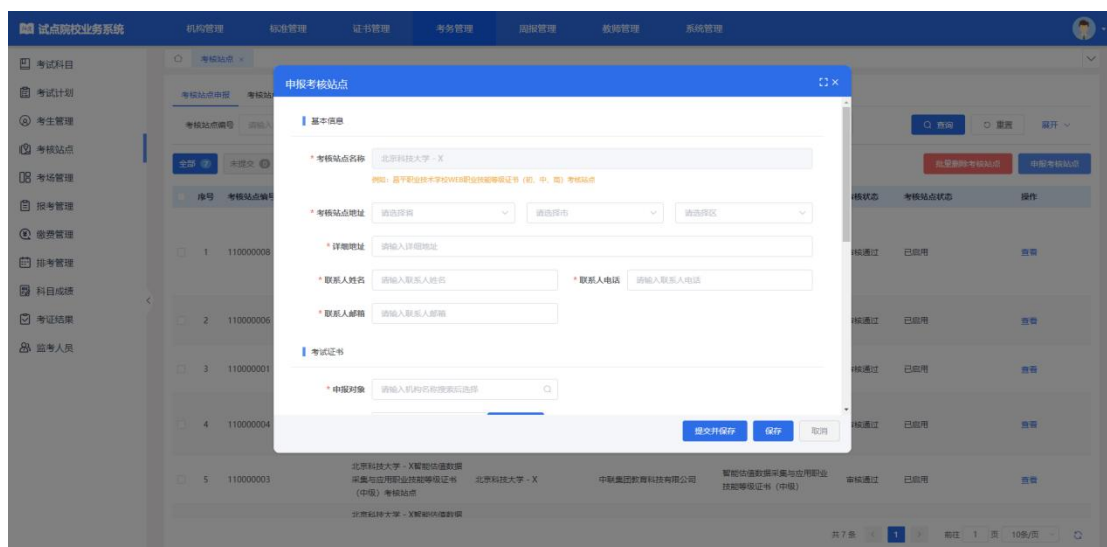 试点院校业务系统
机构管理 标准管理 证书管理 考务管理 周报管理 教师管理 系统管理
考试科目
考试计划
考生管理
考核站点
考场管理
报考管理
缴费管理
排考管理
科目成绩
考证结果
监考人员
考核站点 ×
考核站点申报 考核站
考核站点编号 请输入
查询 重置 展开
全部 7 未提交 0
批量删除考核站点 申报考核站点
序号 考核站点编号 核状态 考核站点状态 操作
1 110000008 审核通过 已启用 查看
2 110000006 审核通过 已启用 查看
3 110000001 审核通过 已启用 查看
4 110000004 审核通过 已启用 查看
5 110000003 北京科技大学 - X智能估值数据采集与应用职业技能等级证书（中级）考核站点 北京科技大学 - X 中联集团教育科技有限公司 智能估值数据采集与应用职业技能等级证书（中级） 审核通过 已启用 查看
北京科技大学 - X智能估值数据
共 7 条 1 前往 1 页 10条/页
申报考核站点
基本信息
* 考核站点名称 北京科技大学 - X
例如：昌平职业技术学校WEB职业技能等级证书（初、中、高）考核站点
* 考核站点地址 请选择省 请选择市 请选择区
* 详细地址 请输入详细地址
* 联系人姓名 请输入联系人姓名 * 联系人电话 请输入联系人电话
* 联系人邮箱 请输入联系人邮箱
考试证书
* 申报对象 请输入机构名称搜索后选择
提交并保存 保存 取消